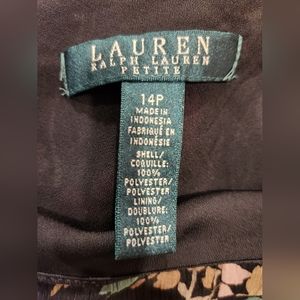 LAUREN
RALPH LAUREN
PETITE
14P
MADE IN
INDONESIA
FABRIQUÉ EN
INDONÉSIE
SHELL/
COQUILLE:
100%
POLYESTER/
POLYESTER
LINING/
DOUBLURE:
100%
POLYESTER/
POLYESTER